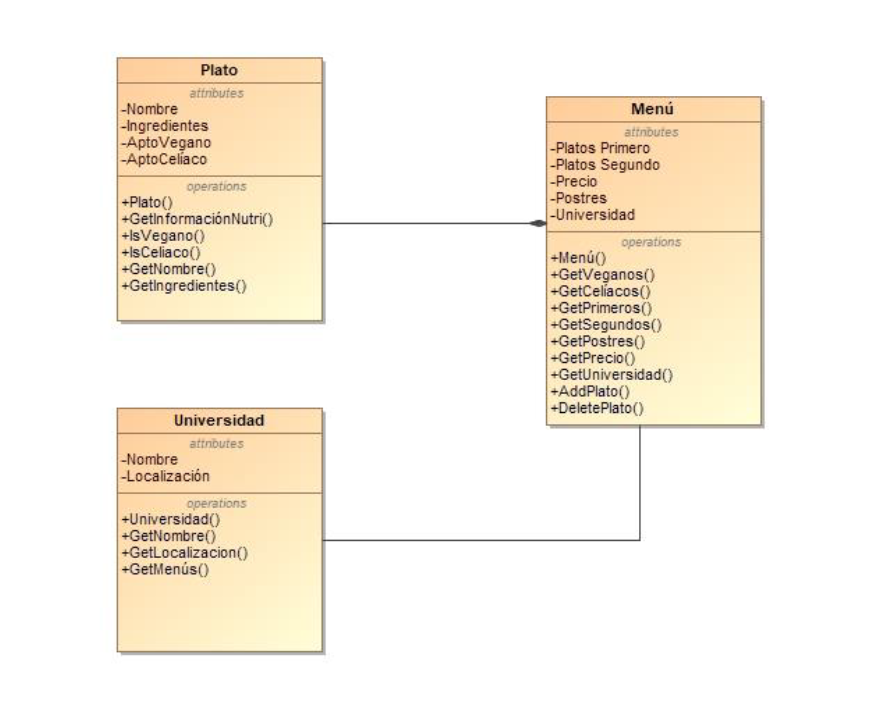 Plato
attributes
-Nombre
-Ingredientes
-AptoVegano
-AptoCelíaco
operations
+Plato()
+GetInformaciónNutri()
+IsVegano()
+IsCeliaco()
+GetNombre()
+GetIngredientes()
Menú
attributes
-Platos Primero
-Platos Segundo
-Precio
-Postres
-Universidad
operations
+Menú()
+GetVeganos()
+GetCelíacos()
+GetPrimeros()
+GetSegundos()
+GetPostres()
+GetPrecio()
+GetUniversidad()
+AddPlato()
+DeletePlato()
Universidad
attributes
-Nombre
-Localización
operations
+Universidad()
+GetNombre()
+GetLocalizacion()
+GetMenús()